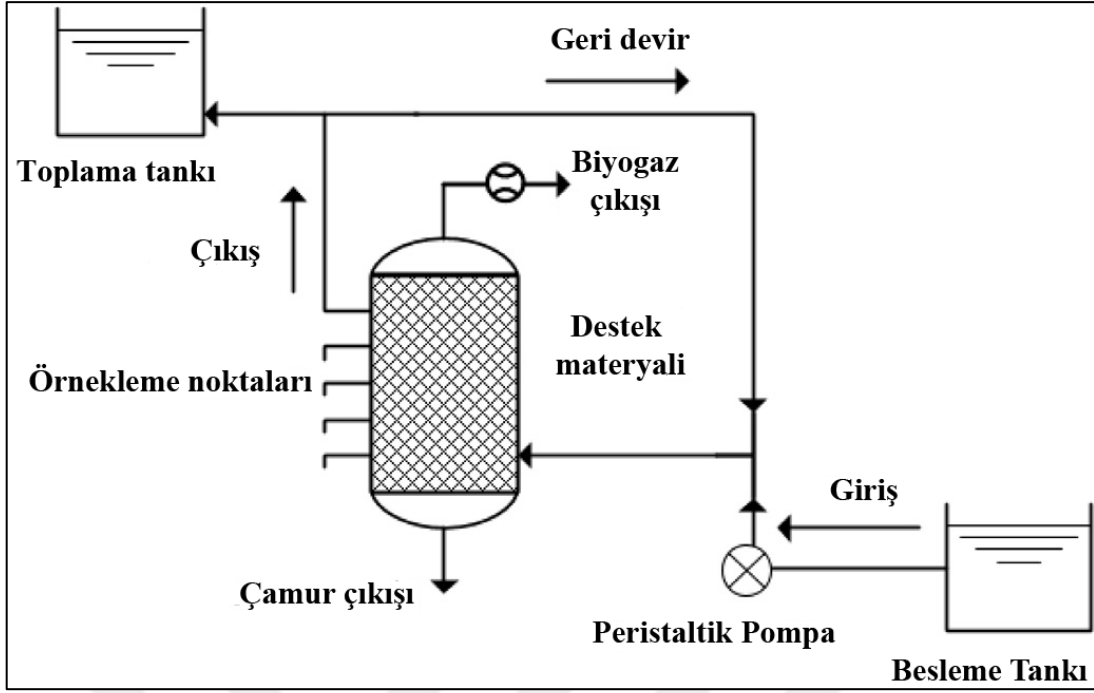 Geri devir
Toplama tankı
Biyogaz
çıkışı
Çıkış
Destek
materyali
Örnekleme noktaları
Giriş
Çamur çıkışı
Peristaltik Pompa
Besleme Tankı